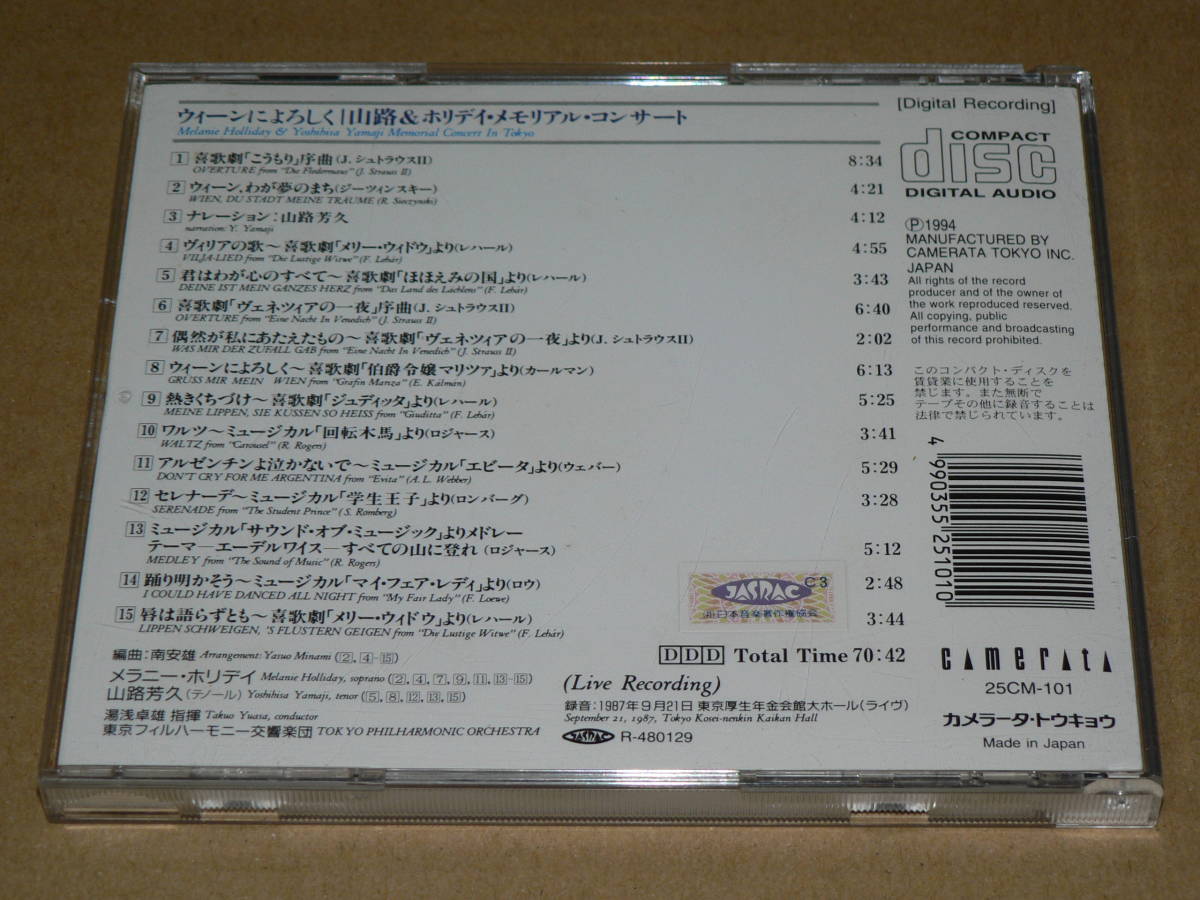 ウィーンによろしく|山路&ホリデイ・メモリアル・コンサート
Melanie Holliday & Yoshihisa Yamaji Memorial Concert In Tokyo
1 喜歌劇「こうもり」序曲(J. シュトラウスII) 8:34
OVERTURE from "Die Fledermaus" (J. Strauss II)
2 ウィーン、わが夢のまち(ジーツィンスキー) 4:21
WIEN, DU STADT MEINE TRÄUME (R. Sieczynski)
3 ナレーション:山路芳久 4:12
narration: Y. Yamaji
4 ヴィリアの歌〜喜歌劇「メリー・ウィドウ」より(レハール) 4:55
VILJA-LIED from "Die Lustige Witwe" (F. Lehár)
5 君はわが心のすべて〜喜歌劇「ほほえみの国」より(レハール) 3:43
DEINE IST MEIN GANZES HERZ from "Das Land des Lächlens" (F. Lehár)
6 喜歌劇「ヴェネツィアの一夜」序曲(J. シュトラウスII) 6:40
OVERTURE from "Eine Nacht In Venedich" (J. Strauss II)
7 偶然が私にあたえたもの〜喜歌劇「ヴェネツィアの一夜」より(J. シュトラウスII) 2:02
WAS MIR DER ZUFALL GAB from "Eine Nacht In Venedich" (J. Strauss II)
8 ウィーンによろしく〜喜歌劇「伯爵令嬢マリツァ」より(カールマン) 6:13
GRUSS MIR MEIN WIEN from "Gräfin Mariza" (E. Kálmán)
9 熱きくちづけ〜喜歌劇「ジュディッタ」より(レハール) 5:25
MEINE LIPPEN, SIE KUSSEN SO HEISS from "Giuditta" (F. Lehár)
10 ワルツ〜ミュージカル「回転木馬」より(ロジャース) 3:41
WALTZ from "Carousel" (R. Rogers)
11 アルゼンチンよ泣かないで〜ミュージカル「エビータ」より(ウェバー) 5:29
DON'T CRY FOR ME ARGENTINA from "Evita" (A. L. Webber)
12 セレナーデ〜ミュージカル「学生王子」より(ロンバーグ) 3:28
SERENADE from "The Student Prince" (S. Romberg)
13 ミュージカル「サウンド・オブ・ミュージック」よりメドレー
テーマ—エーデルワイス—すべての山に登れ(ロジャース) 5:12
MEDLEY from "The Sound of Music" (R. Rogers)
14 踊り明かそう〜ミュージカル「マイ・フェア・レディ」より(ロウ) 2:48
I COULD HAVE DANCED ALL NIGHT from "My Fair Lady" (F. Loewe)
15 唇は語らずとも〜喜歌劇「メリー・ウィドウ」より(レハール) 3:44
LIPPEN SCHWEIGEN, 'S FLUSTERN GEIGEN from "Die Lustige Witwe" (F. Lehár)
DDD Total Time 70:42
編曲:南安雄 Arrangement: Yasuo Minami (2, 4-15)
メラニー・ホリデイ Melanie Holliday, soprano (2, 4, 7, 9, 11, 13-15)
山路芳久(テノール) Yoshihisa Yamaji, tenor (5, 8, 12, 13, 15)
湯浅卓雄 指揮 Takuo Yuasa, conductor
東京フィルハーモニー交響楽団 TOKYO PHILHARMONIC ORCHESTRA
(Live Recording)
録音:1987年9月21日 東京厚生年金会館大ホール(ライヴ)
September 21, 1987, Tokyo Kosei-nenkin Kaikan Hall
JASRAC R-480129
JASRAC C3
(社)日本音楽著作権協会
[Digital Recording]
COMPACT
disc
DIGITAL AUDIO
Ⓟ1994
MANUFACTURED BY
CAMERATA TOKYO INC.
JAPAN
All rights of the record
producer and of the owner of
the work reproduced reserved.
All copying, public
performance and broadcasting
of this record prohibited.
このコンパクト・ディスクを
賃貸業に使用することを
禁じます。また無断で
テープその他に録音することは
法律で禁じられています。
4 990355 251010
camerata
25CM-101
カメラータ・トウキョウ
Made in Japan